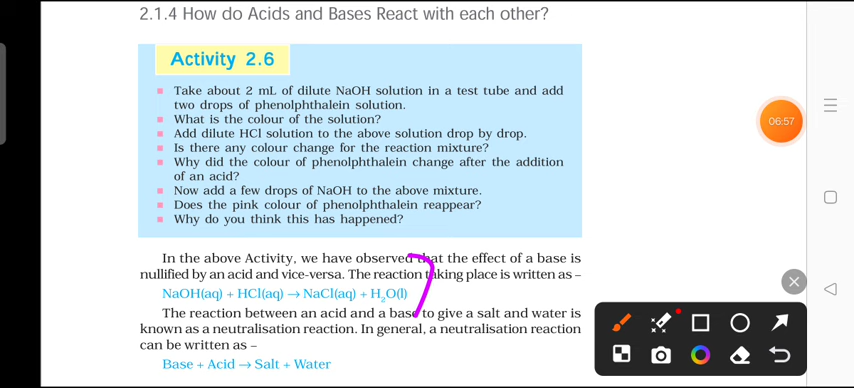 2.1.4 How do Acids and Bases React with each other?
Activity 2.6
Take about 2 mL of dilute NaOH solution in a test tube and add
two drops of phenolphthalein solution.
What is the colour of the solution?
Add dilute HCl solution to the above solution drop by drop.
Is there any colour change for the reaction mixture?
Why did the colour of phenolphthalein change after the addition
of an acid?
Now add a few drops of NaOH to the above mixture.
Does the pink colour of phenolphthalein reappear?
Why do you think this has happened?
06:57
In the above Activity, we have observed that the effect of a base is
nullified by an acid and vice-versa. The reaction taking place is written as –
NaOH(aq) + HCl(aq) → NaCl(aq) + H₂O(l)
The reaction between an acid and a base to give a salt and water is
known as a neutralisation reaction. In general, a neutralisation reaction
can be written as –
Base + Acid → Salt + Water